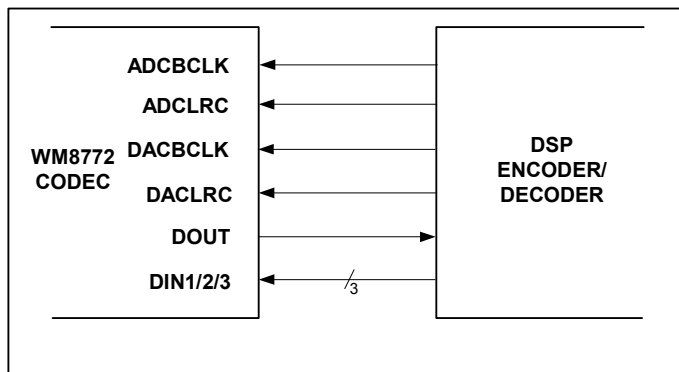 ADCBCLK
ADCLRC
WM8772
CODEC
DACBCLK
DACLRC
DOUT
DIN1/2/3
3
DSP
ENCODER/
DECODER